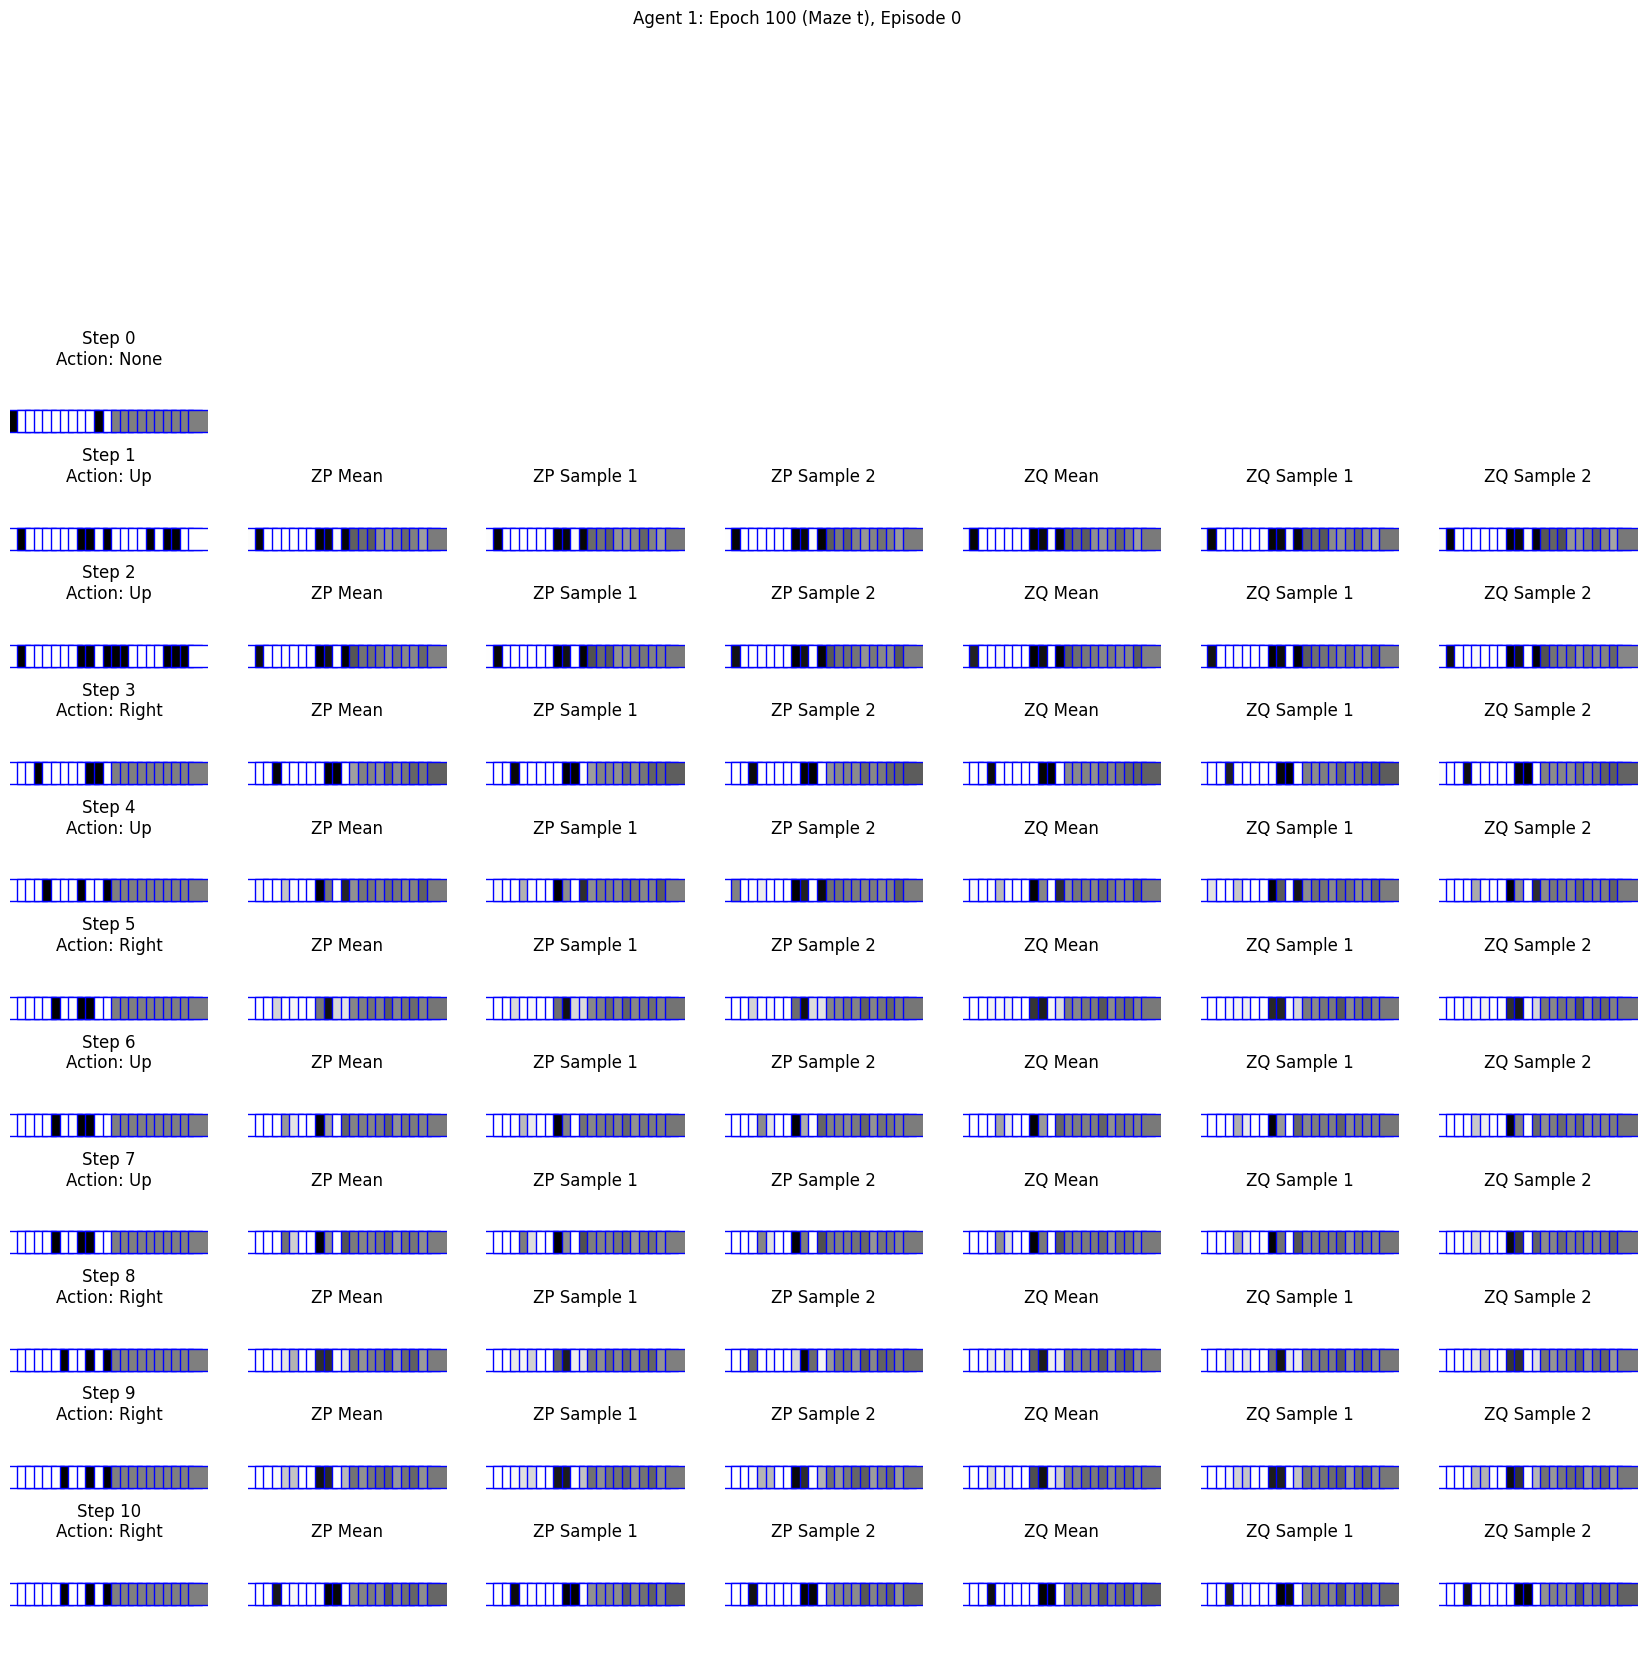 Agent 1: Epoch 100 (Maze t), Episode 0
Step 0
Action: None
Step 1
Action: Up
ZP Mean
ZP Sample 1
ZP Sample 2
ZQ Mean
ZQ Sample 1
ZQ Sample 2
Step 2
Action: Up
ZP Mean
ZP Sample 1
ZP Sample 2
ZQ Mean
ZQ Sample 1
ZQ Sample 2
Step 3
Action: Right
ZP Mean
ZP Sample 1
ZP Sample 2
ZQ Mean
ZQ Sample 1
ZQ Sample 2
Step 4
Action: Up
ZP Mean
ZP Sample 1
ZP Sample 2
ZQ Mean
ZQ Sample 1
ZQ Sample 2
Step 5
Action: Right
ZP Mean
ZP Sample 1
ZP Sample 2
ZQ Mean
ZQ Sample 1
ZQ Sample 2
Step 6
Action: Up
ZP Mean
ZP Sample 1
ZP Sample 2
ZQ Mean
ZQ Sample 1
ZQ Sample 2
Step 7
Action: Up
ZP Mean
ZP Sample 1
ZP Sample 2
ZQ Mean
ZQ Sample 1
ZQ Sample 2
Step 8
Action: Right
ZP Mean
ZP Sample 1
ZP Sample 2
ZQ Mean
ZQ Sample 1
ZQ Sample 2
Step 9
Action: Right
ZP Mean
ZP Sample 1
ZP Sample 2
ZQ Mean
ZQ Sample 1
ZQ Sample 2
Step 10
Action: Right
ZP Mean
ZP Sample 1
ZP Sample 2
ZQ Mean
ZQ Sample 1
ZQ Sample 2